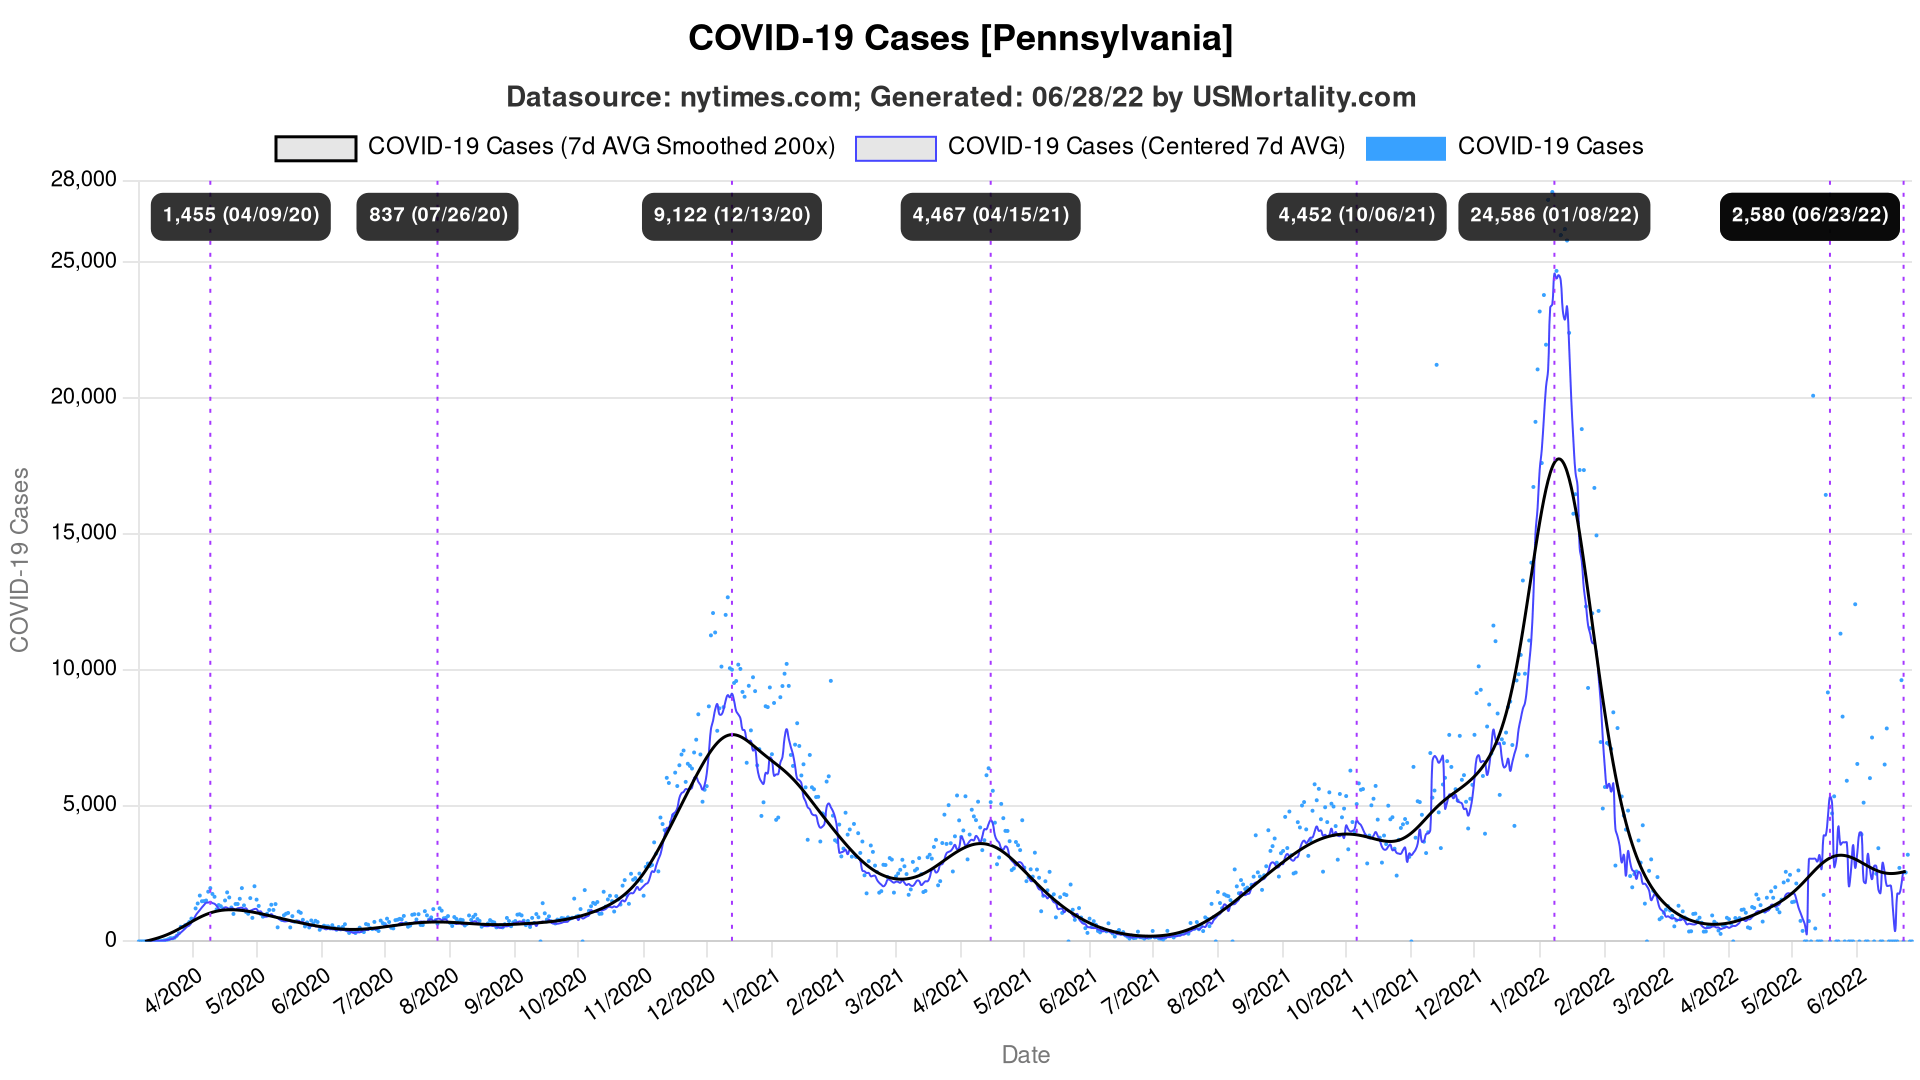 COVID-19 Cases [Pennsylvania]
Datasource: nytimes.com; Generated: 06/28/22 by USMortality.com
COVID-19 Cases (7d AVG Smoothed 200x) COVID-19 Cases (Centered 7d AVG) COVID-19 Cases
28,000
1,455 (04/09/20) 837 (07/26/20) 9,122 (12/13/20) 4,467 (04/15/21) 4,452 (10/06/21) 24,586 (01/08/22) 2,580 (06/23/22)
25,000
20,000
15,000
10,000
5,000
0
COVID-19 Cases
4/2020 5/2020 6/2020 7/2020 8/2020 9/2020 10/2020 11/2020 12/2020 1/2021 2/2021 3/2021 4/2021 5/2021 6/2021 7/2021 8/2021 9/2021 10/2021 11/2021 12/2021 1/2022 2/2022 3/2022 4/2022 5/2022 6/2022
Date